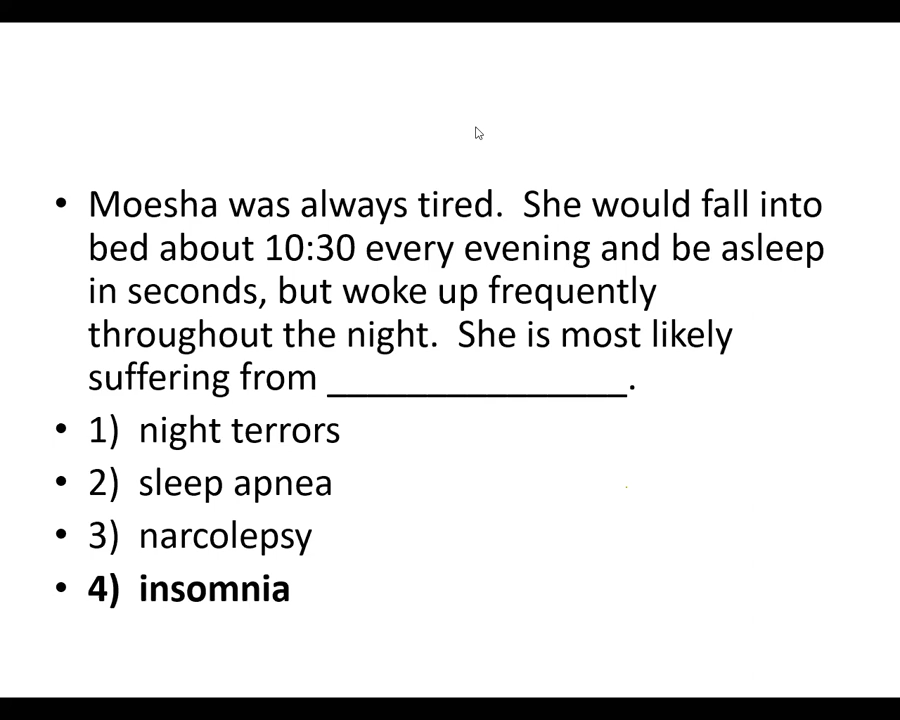 • Moesha was always tired.  She would fall into
bed about 10:30 every evening and be asleep
in seconds, but woke up frequently
throughout the night.  She is most likely
suffering from _______________.
• 1)  night terrors
• 2)  sleep apnea
• 3)  narcolepsy
• 4)  insomnia